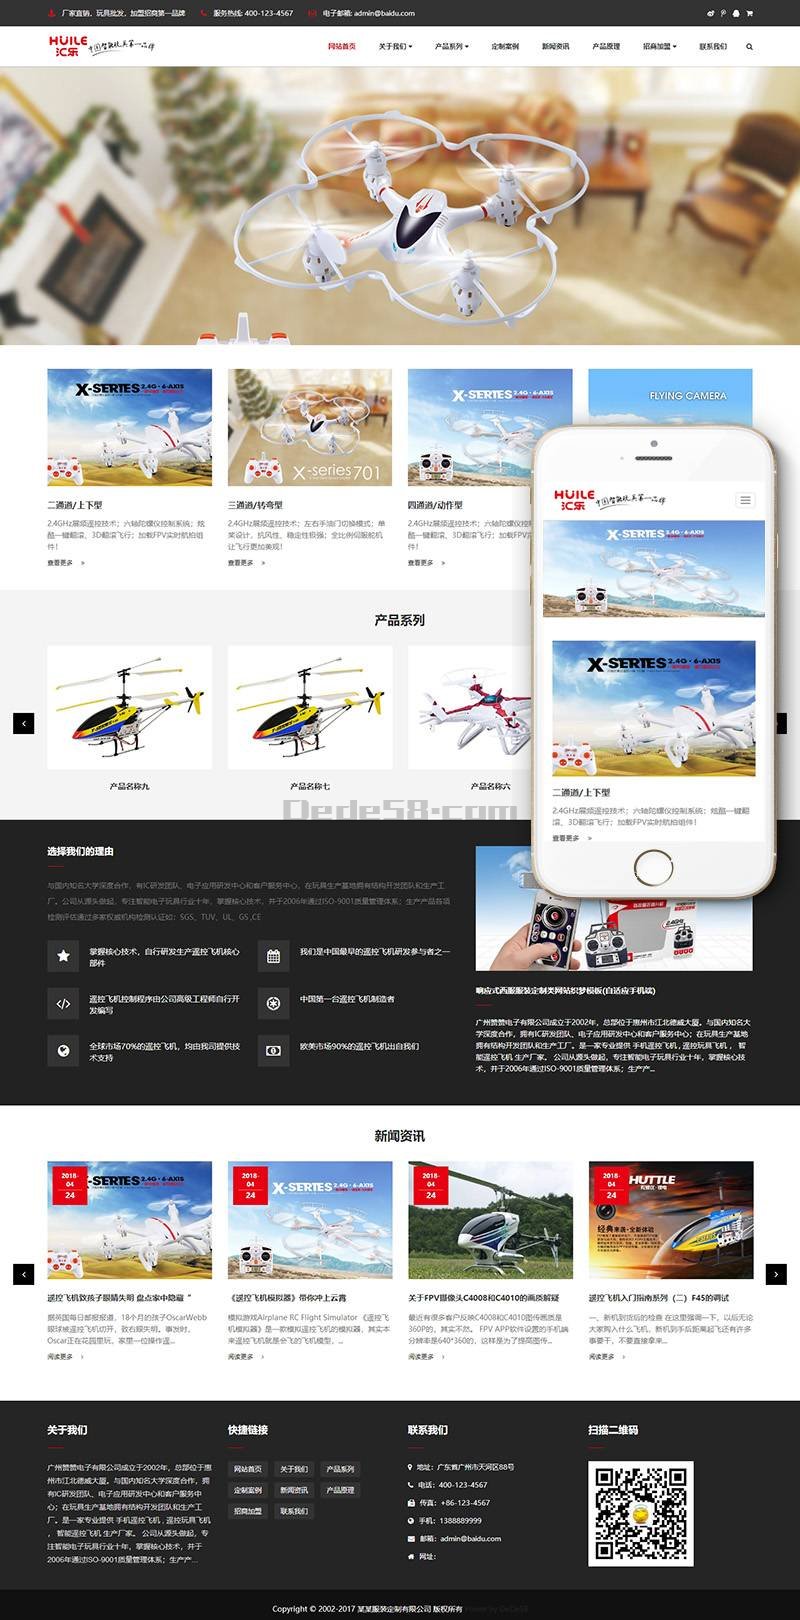 厂家直销，玩具批发，加盟招商第一品牌
服务热线: 400-123-4567
电子邮箱: admin@baidu.com
HUILE
汇乐
中国智能玩具第一品牌
网站首页 关于我们 产品系列 定制案例 新闻资讯 产品原理 招商加盟 联系我们
X-SERIES 2.4G·6-AXIS
X-series 701
X-SERIES 2.4G·6-AXIS
FLYING CAMERA
二通道/上下型
2.4GHz展频遥控技术；六轴陀螺仪控制系统；炫
酷一键翻滚、3D翻滚飞行；加载FPV实时航拍组
件！
查看更多 »
三通道/转弯型
2.4GHz展频遥控技术；左右手油门切换模式；单
桨设计，抗风性、稳定性极强；全比例伺服舵机
让飞行更加美观！
查看更多 »
四通道/动作型
2.4GHz展频遥控技术；六轴陀螺仪控制系统；炫
酷一键翻滚、3D翻滚飞行；加载FPV实时航拍组
件！
查看更多 »
HUILE
汇乐
中国智能玩具第一品牌
X-SERIES 2.4G·6-AXIS
X-SERIES 2.4G·6-AXIS
二通道/上下型
2.4GHz展频遥控技术；六轴陀螺仪控制系统；炫酷一键翻
滚、3D翻滚飞行；加载FPV实时航拍组件！
查看更多 »
产品系列
产品名称九
产品名称七
产品名称六
Dede58.com
选择我们的理由
与国内知名大学深度合作，有IC研发团队、电子应用研发中心和客户服务中心，在玩具生产基地拥有结构开发团队和生产工
厂。公司从源头做起，专注智能电子玩具行业十年，掌握核心技术，并于2006年通过ISO-9001质量管理体系；生产产品各项
检测评估通过多家权威机构检测认证如：SGS、TUV、UL、GS ,CE
掌握核心技术，自行研发生产遥控飞机核心
部件
我们是中国最早的遥控飞机研发参与者之一
遥控飞机控制程序由公司高级工程师自行开
发编写
中国第一台遥控飞机制造者
全球市场70%的遥控飞机，均由我司提供技
术支持
欧美市场90%的遥控飞机出自我们
2.4GHz
响应式西服服装定制类网站织梦模板(自适应手机端)
广州赞赞电子有限公司成立于2002年，总部位于惠州市江北德威大厦。与国内知名大
学深度合作，拥有IC研发团队、电子应用研发中心和客户服务中心；在玩具生产基地
拥有结构开发团队和生产工厂。是一家专业提供 手机遥控飞机 , 遥控玩具飞机 ， 智
能遥控飞机 生产厂家。 公司从源头做起，专注智能电子玩具行业十年，掌握核心技
术，并于2006年通过ISO-9001质量管理体系；生产产...
新闻资讯
2018-
04
24
X-SERIES 2.4G·6-AXIS
2018-
04
24
X-SERIES 2.4G·6-AXIS
2018-
04
24
2018-
04
24
HUTTLE
经典来袭·全新体验
遥控飞机致孩子眼睛失明 盘点家中隐蔽“
据英国每日邮报报道，18个月的孩子OscarWebb
眼球被遥控飞机切开，致右眼失明。事发时，
Oscar正在花园里玩，家里一位操作遥...
阅读更多 ›
《遥控飞机模拟器》带你冲上云霄
模拟游戏Airplane RC Flight Simulator 《遥控飞
机模拟器》是一款模拟遥控飞机的模拟器，其实本
来遥控飞机就是会飞的飞机模型，...
阅读更多 ›
关于FPV摄像头C4008和C4010的画质解疑
最近有很多客户反映C4008和C4010图传画质是
360P的，其实不然。 FPV APP软件设置的手机端
分辨率是640*360的，这样是为了提高图传...
阅读更多 ›
遥控飞机入门指南系列（二）F45的调试
一、新机到货后的检查 在这里强调一下，以后无论
大家购入什么飞机，新机到手后距离起飞还有许多
事要干，不要直接拿来...
阅读更多 ›
关于我们
广州赞赞电子有限公司成立于2002年，总部位于惠
州市江北德威大厦。与国内知名大学深度合作，拥
有IC研发团队、电子应用研发中心和客户服务中
心；在玩具生产基地拥有结构开发团队和生产工
厂。是一家专业提供 手机遥控飞机 , 遥控玩具飞机
， 智能遥控飞机 生产厂家。 公司从源头做起，专
注智能电子玩具行业十年，掌握核心技术，并于
2006年通过ISO-9001质量管理体系；生产产...
快捷链接
网站首页 关于我们 产品系列
定制案例 新闻资讯 产品原理
招商加盟 联系我们
联系我们
地址：广东省广州市天河区88号
电话：400-123-4567
传真：+86-123-4567
手机：1388889999
邮箱：admin@baidu.com
网址：
扫描二维码
Copyright © 2002-2017 某某服装定制有限公司 版权所有 Power by DeDe58